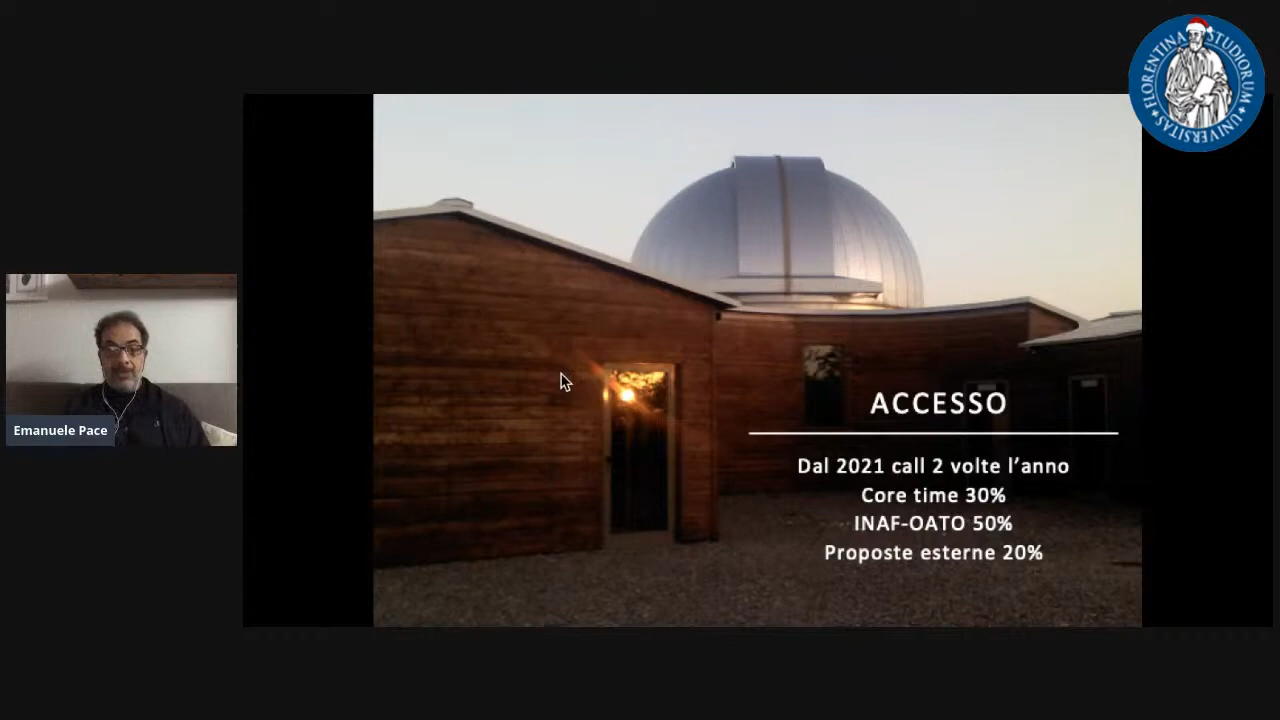 FLORENTINA STUDIORUM UNIVERSITAS
ACCESSO
Dal 2021 call 2 volte l’anno
Core time 30%
INAF-OATO 50%
Proposte esterne 20%
Emanuele Pace